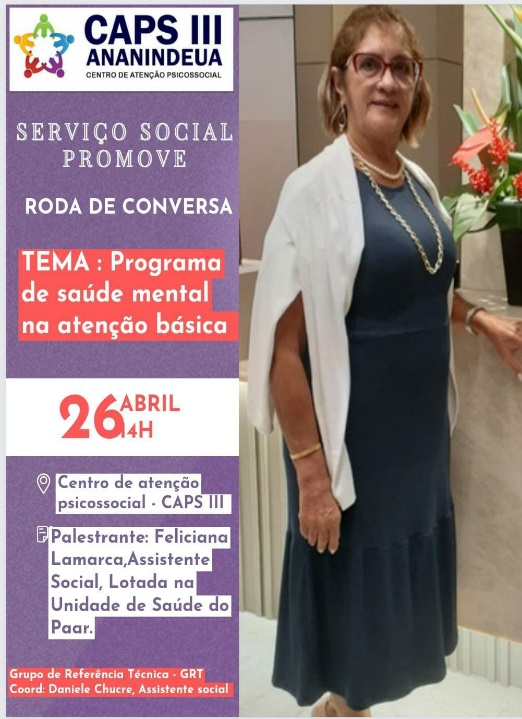 CAPS III
ANANINDEUA
CENTRO DE ATENÇÃO PSICOSSOCIAL
SERVIÇO SOCIAL
PROMOVE
RODA DE CONVERSA
TEMA : Programa
de saúde mental
na atenção básica
26 ABRIL
14H
Centro de atenção
psicossocial - CAPS III
Palestrante: Feliciana
Lamarca,Assistente
Social, Lotada na
Unidade de Saúde do
Paar.
Grupo de Referência Técnica - GRT
Coord: Daniele Chucre, Assistente social